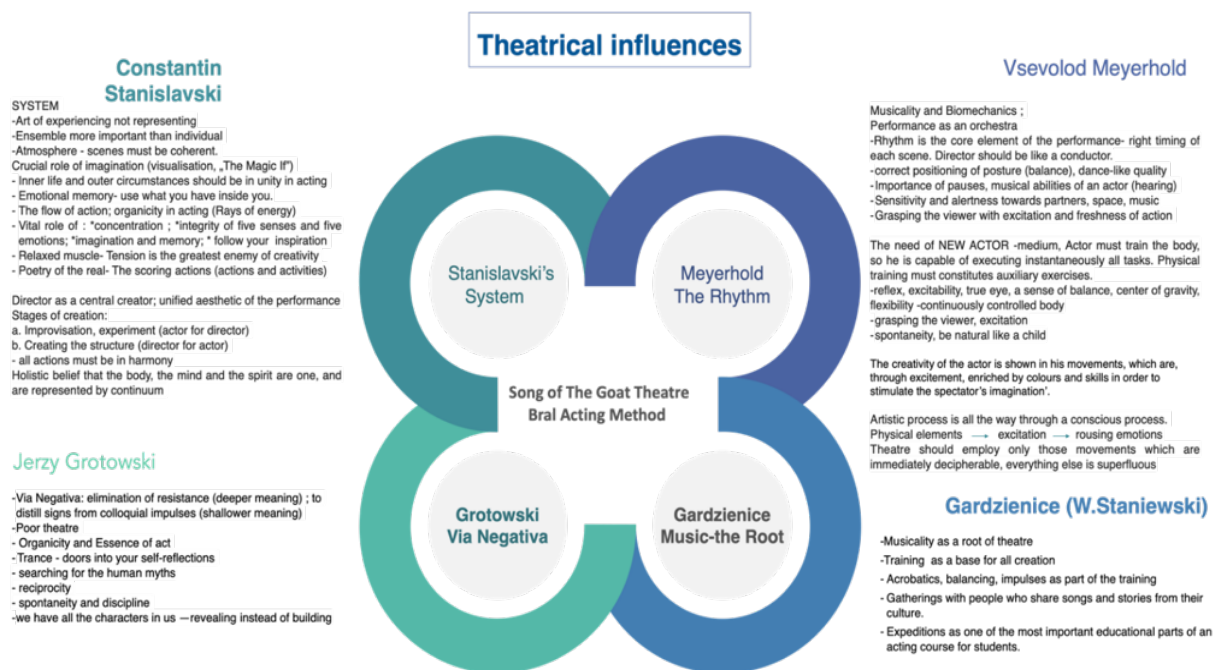 Theatrical influences
Constantin
Stanislavski
SYSTEM
-Art of experiencing not representing
-Ensemble more important than individual
-Atmosphere - scenes must be coherent.
Crucial role of imagination (visualisation, „The Magic If”)
- Inner life and outer circumstances should be in unity in acting
- Emotional memory- use what you have inside you.
- The flow of action; organicity in acting (Rays of energy)
- Vital role of : *concentration ; *integrity of five senses and five
emotions; *imagination and memory; * follow your inspiration
- Relaxed muscle- Tension is the greatest enemy of creativity
- Poetry of the real- The scoring actions (actions and activities)
Director as a central creator; unified aesthetic of the performance
Stages of creation:
a. Improvisation, experiment (actor for director)
b. Creating the structure (director for actor)
- all actions must be in harmony
Holistic belief that the body, the mind and the spirit are one, and
are represented by continuum
Jerzy Grotowski
-Via Negativa: elimination of resistance (deeper meaning) ; to
distill signs from colloquial impulses (shallower meaning)
-Poor theatre
- Organicity and Essence of act
-Trance - doors into your self-reflections
- searching for the human myths
- reciprocity
- spontaneity and discipline
-we have all the characters in us —revealing instead of building
Stanislavski's
System
Meyerhold
The Rhythm
Song of The Goat Theatre
Bral Acting Method
Grotowski
Via Negativa
Gardzienice
Music-the Root
Vsevolod Meyerhold
Musicality and Biomechanics ;
Performance as an orchestra
-Rhythm is the core element of the performance- right timing of
each scene. Director should be like a conductor.
-correct positioning of posture (balance), dance-like quality
-Importance of pauses, musical abilities of an actor (hearing)
-Sensitivity and alertness towards partners, space, music
-Grasping the viewer with excitation and freshness of action
The need of NEW ACTOR -medium, Actor must train the body,
so he is capable of executing instantaneously all tasks. Physical
training must constitutes auxiliary exercises.
-reflex, excitability, true eye, a sense of balance, center of gravity,
flexibility -continuously controlled body
-grasping the viewer, excitation
-spontaneity, be natural like a child
The creativity of the actor is shown in his movements, which are,
through excitement, enriched by colours and skills in order to
stimulate the spectator's imagination'.
Artistic process is all the way through a conscious process.
Physical elements → excitation → rousing emotions
Theatre should employ only those movements which are
immediately decipherable, everything else is superfluous
Gardzienice (W.Staniewski)
-Musicality as a root of theatre
-Training as a base for all creation
- Acrobatics, balancing, impulses as part of the training
- Gatherings with people who share songs and stories from their
culture.
- Expeditions as one of the most important educational parts of an
acting course for students.